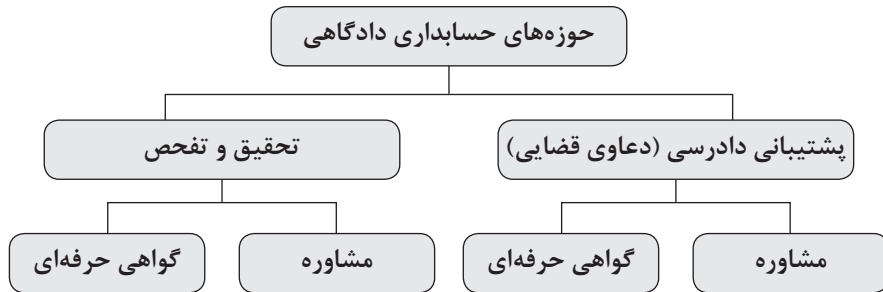 حوزه‌های حسابداری دادگاهی
پشتیبانی دادرسی (دعاوی قضایی)
تحقیق و تفحص
مشاوره
گواهی حرفه‌ای
مشاوره
گواهی حرفه‌ای